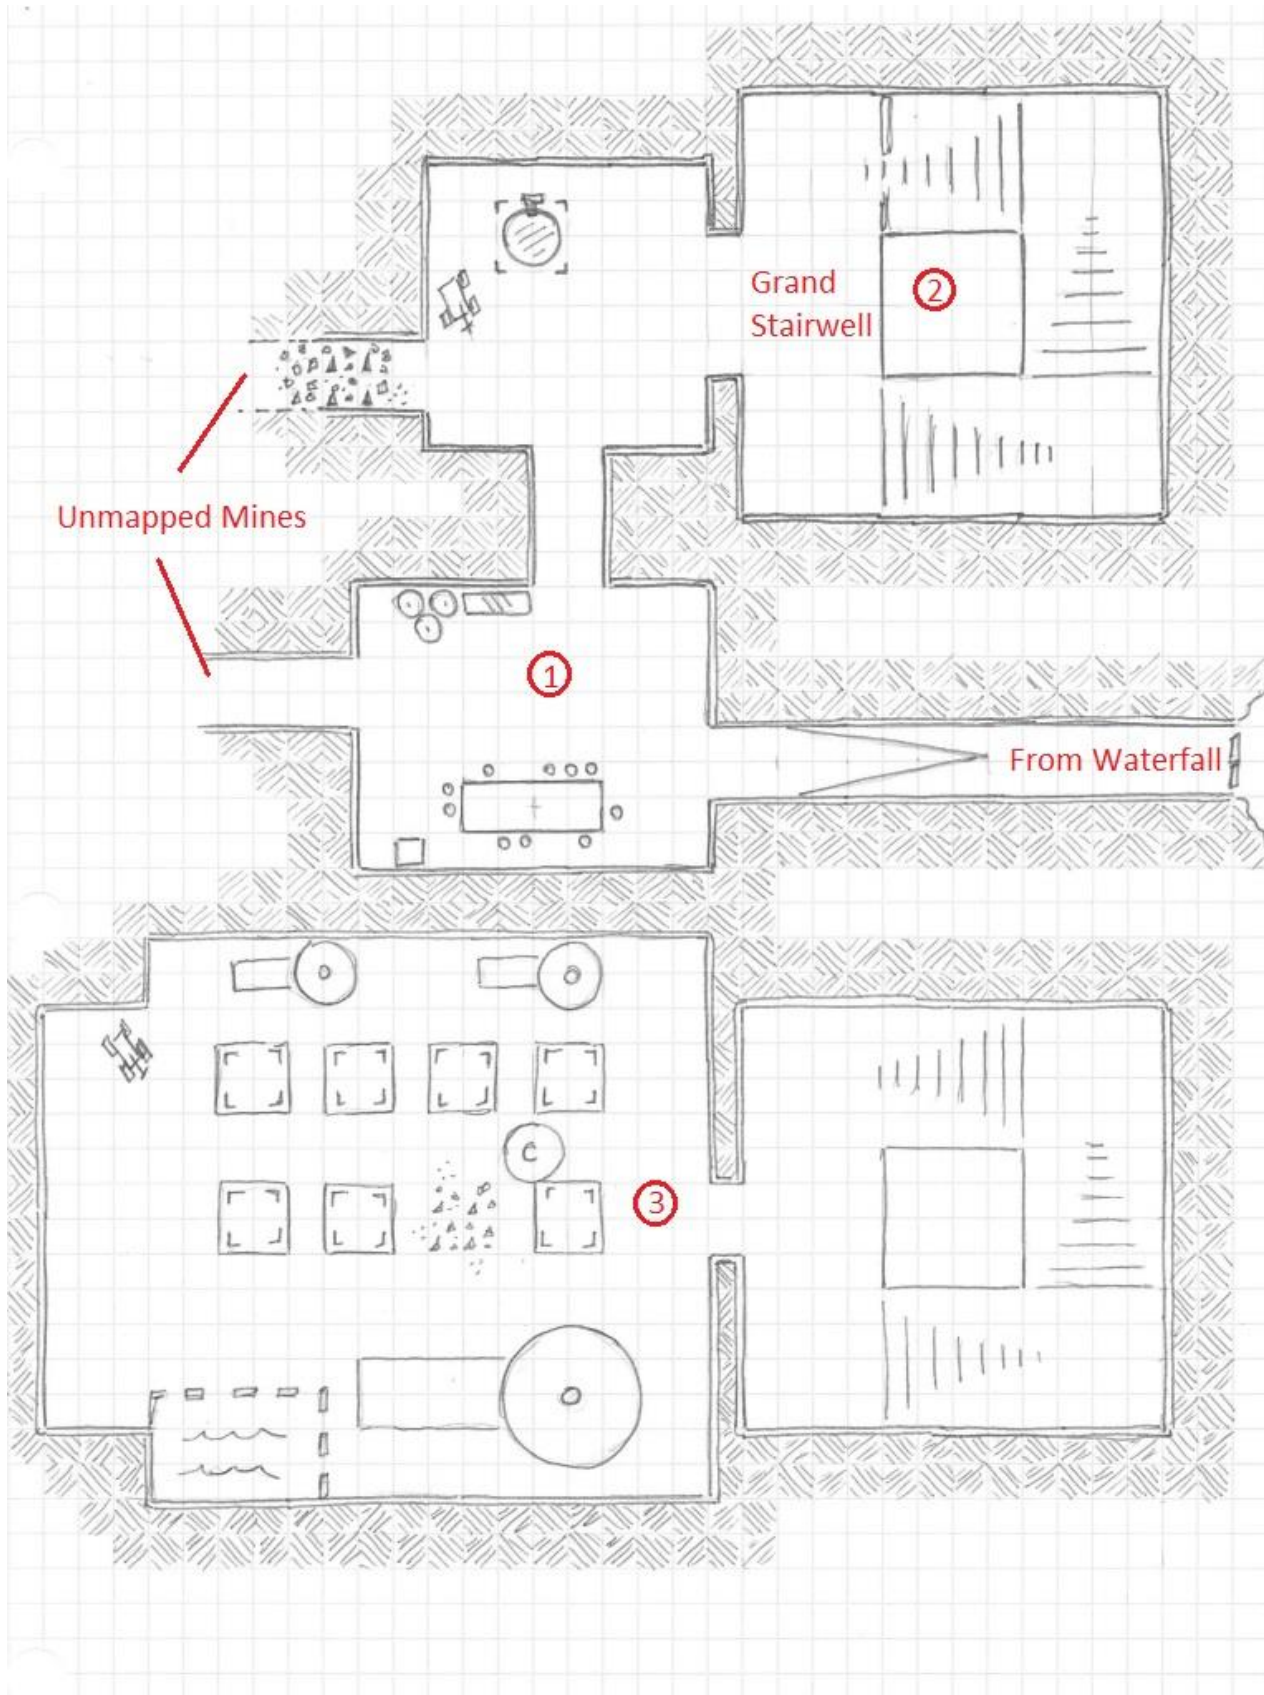 Grand
Stairwell
2
Unmapped Mines
1
From Waterfall
C
3